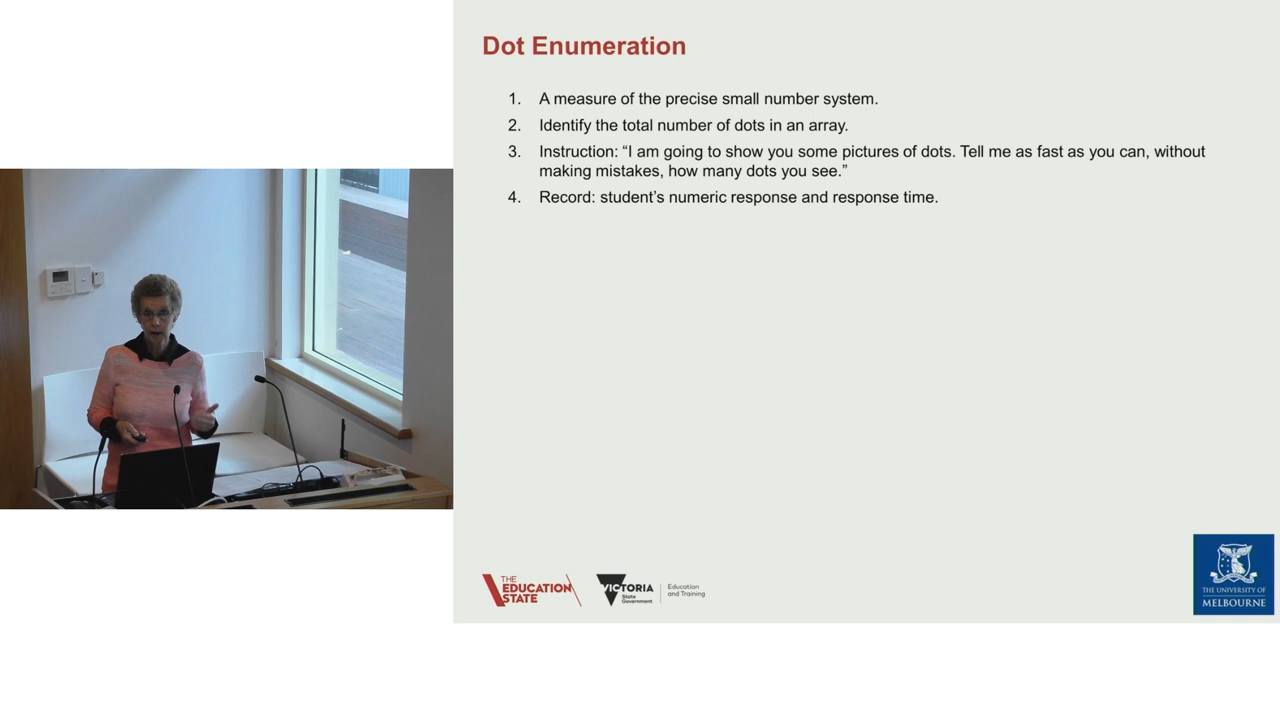 Dot Enumeration
1. A measure of the precise small number system.
2. Identify the total number of dots in an array.
3. Instruction: “I am going to show you some pictures of dots. Tell me as fast as you can, without
making mistakes, how many dots you see.”
4. Record: student’s numeric response and response time.
THE
EDUCATION
STATE
VICTORIA
State
Government
Education
and Training
THE UNIVERSITY OF
MELBOURNE